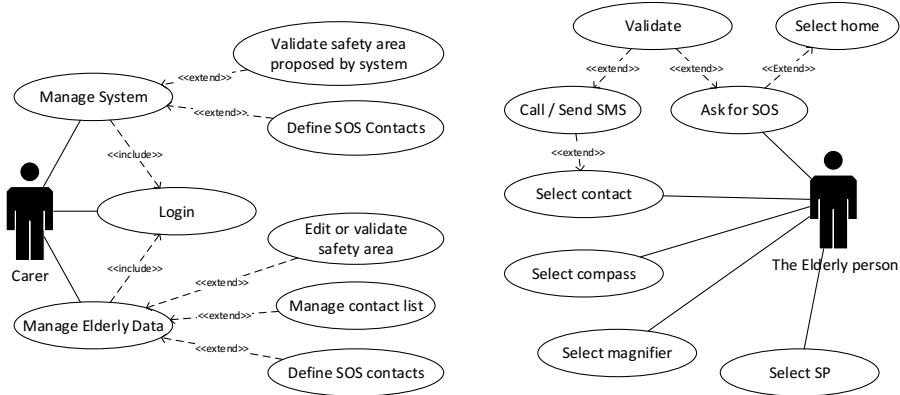 Validate safety area
proposed by system
<<extend>>
Manage System
<<extend>>
Define SOS Contacts
<<include>>
Login
Carer
<<include>>
Edit or validate
safety area
<<extend>>
Manage contact list
<<extend>>
Manage Elderly Data
<<extend>>
Define SOS contacts
Validate
Select home
<<extend>>
<<extend>>
<<Extend>>
Call / Send SMS
Ask for SOS
<<extend>>
Select contact
The Elderly person
Select compass
Select magnifier
Select SP